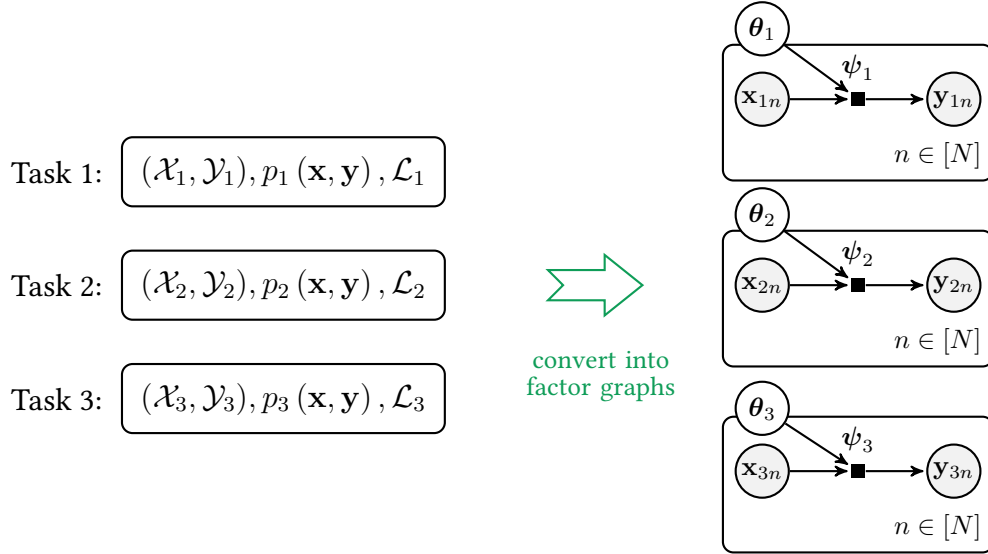 Task 1: (𝒳₁, 𝒴₁), p₁ (𝐱, 𝐲) , ℒ₁
Task 2: (𝒳₂, 𝒴₂), p₂ (𝐱, 𝐲) , ℒ₂
Task 3: (𝒳₃, 𝒴₃), p₃ (𝐱, 𝐲) , ℒ₃
convert into
factor graphs
𝜽₁
𝝍₁
𝐱₁ₙ 𝐲₁ₙ
n ∈ [N]
𝜽₂
𝝍₂
𝐱₂ₙ 𝐲₂ₙ
n ∈ [N]
𝜽₃
𝝍₃
𝐱₃ₙ 𝐲₃ₙ
n ∈ [N]